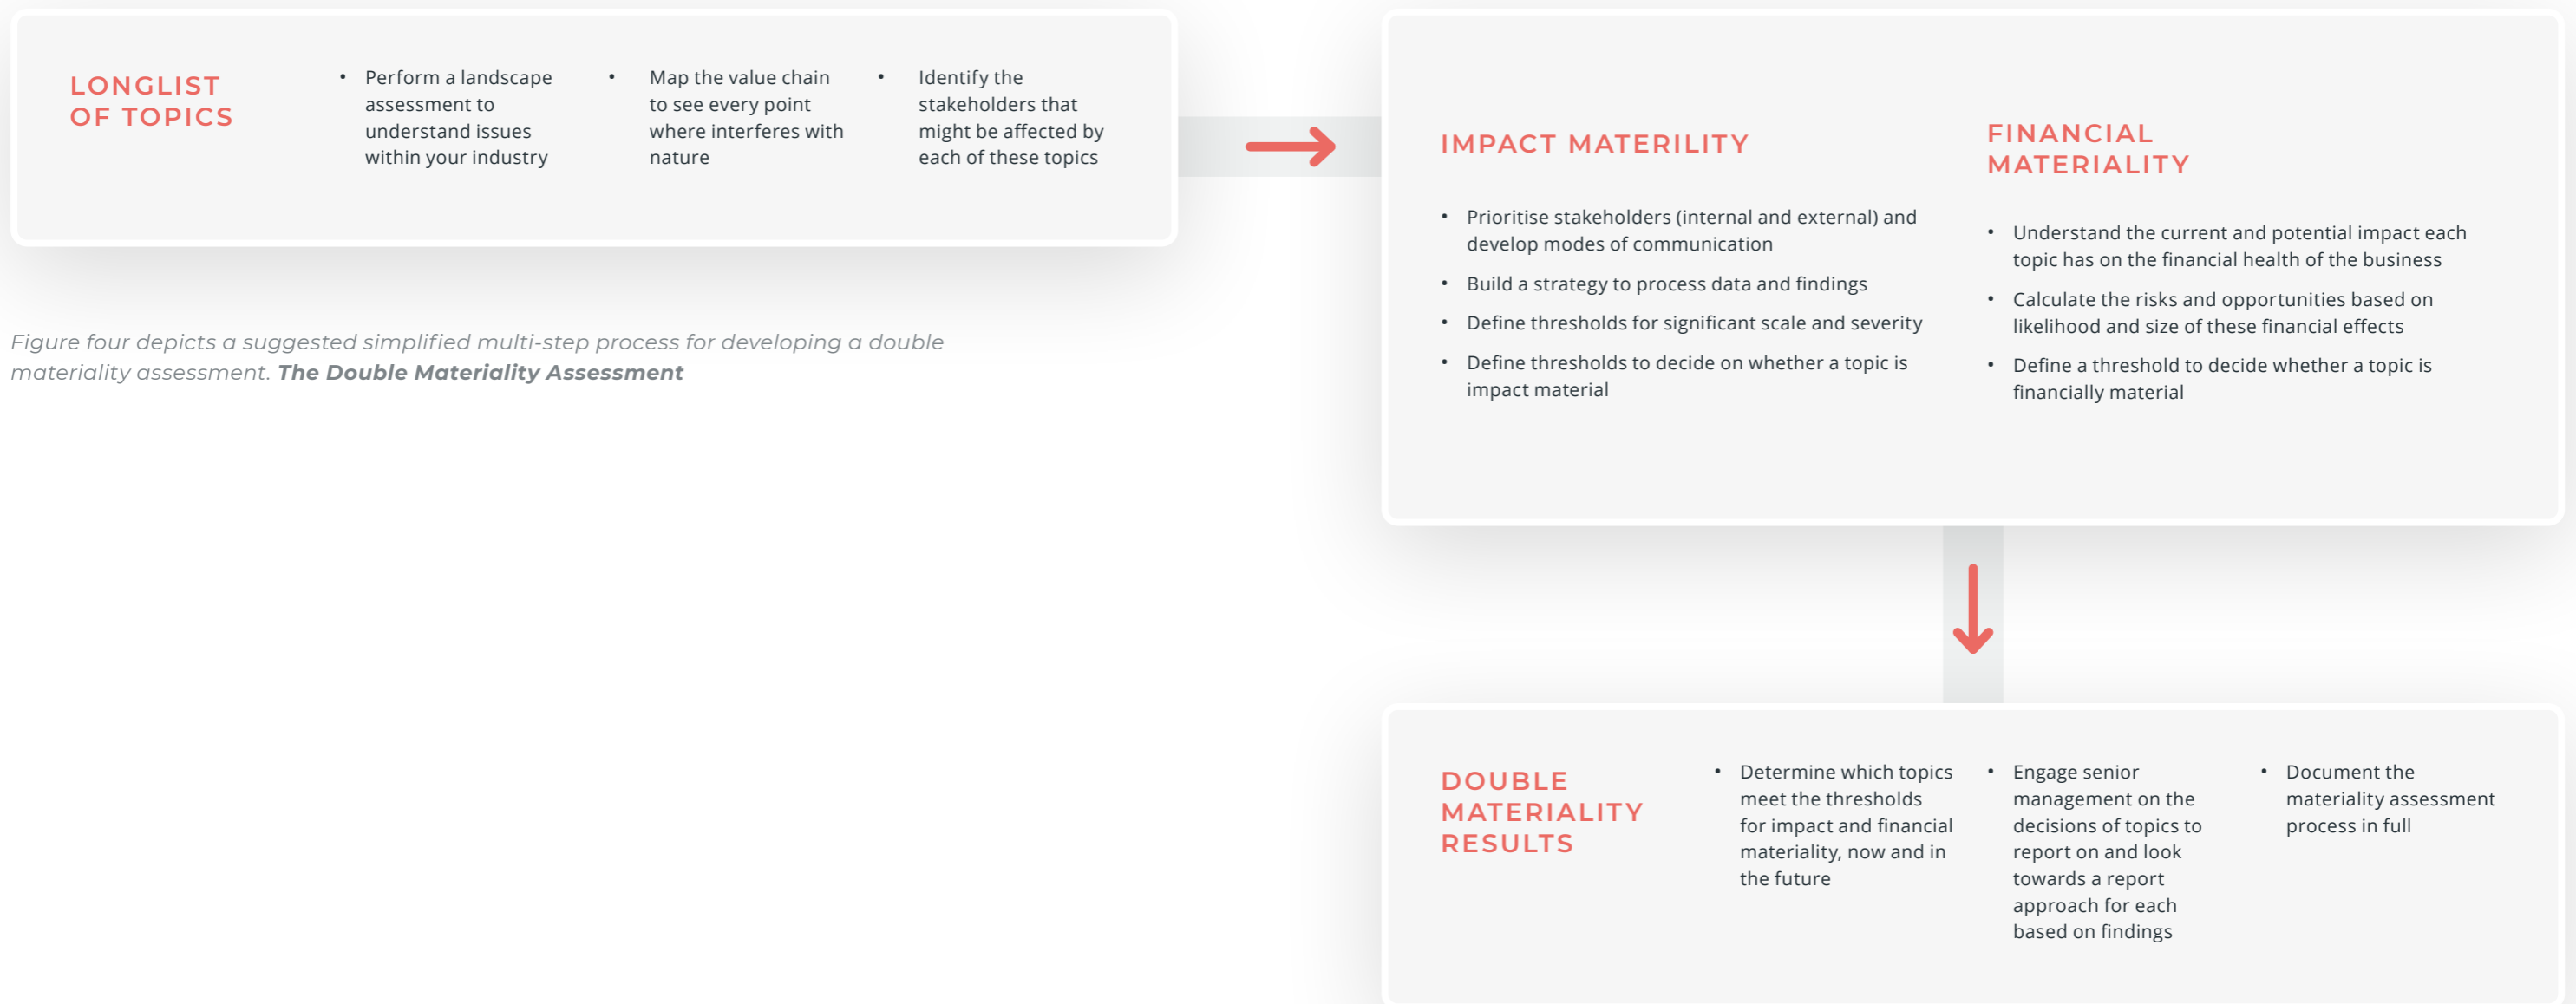 LONGLIST
OF TOPICS
• Perform a landscape
assessment to
understand issues
within your industry
• Map the value chain
to see every point
where interferes with
nature
• Identify the
stakeholders that
might be affected by
each of these topics
Figure four depicts a suggested simplified multi-step process for developing a double
materiality assessment. The Double Materiality Assessment
IMPACT MATERILITY
• Prioritise stakeholders (internal and external) and
develop modes of communication
• Build a strategy to process data and findings
• Define thresholds for significant scale and severity
• Define thresholds to decide on whether a topic is
impact material
FINANCIAL
MATERIALITY
• Understand the current and potential impact each
topic has on the financial health of the business
• Calculate the risks and opportunities based on
likelihood and size of these financial effects
• Define a threshold to decide whether a topic is
financially material
DOUBLE
MATERIALITY
RESULTS
• Determine which topics
meet the thresholds
for impact and financial
materiality, now and in
the future
• Engage senior
management on the
decisions of topics to
report on and look
towards a report
approach for each
based on findings
• Document the
materiality assessment
process in full